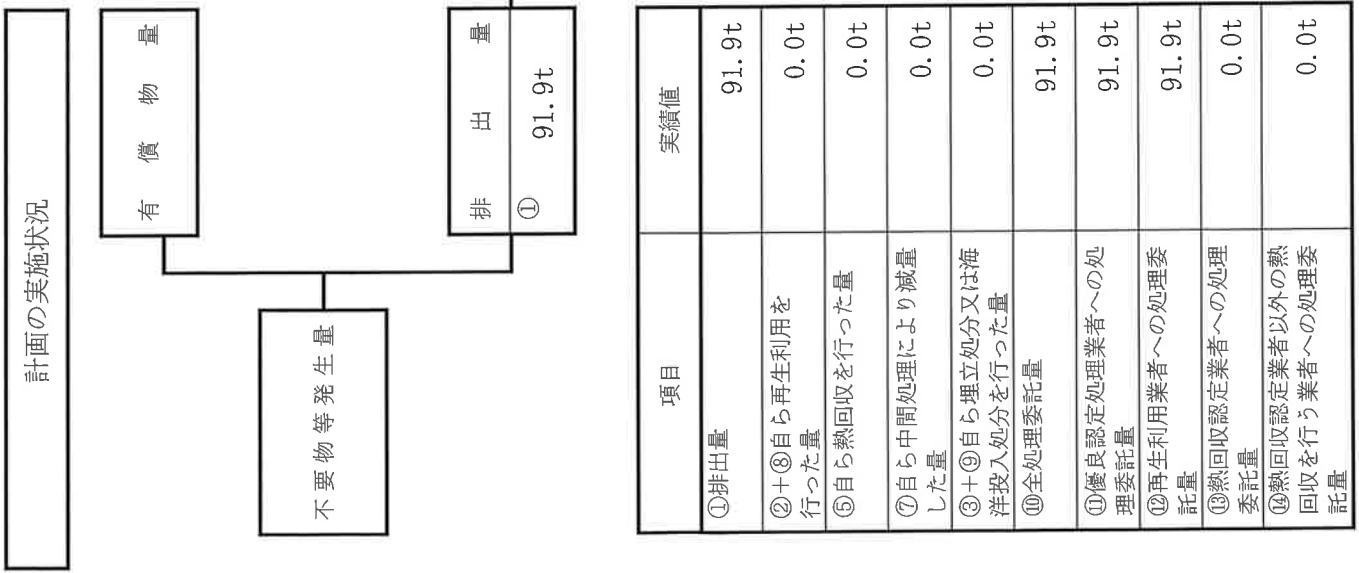 計画の実施状況
不要物等発生量
有償物量
排出量
①
91.9t
項目 実績値
①排出量 91.9t
②+⑧自ら再生利用を
行った量 0.0t
⑤自ら熱回収を行った量 0.0t
⑦自ら中間処理により減量
した量 0.0t
③+⑨自ら埋立処分又は海
洋投入処分を行った量 0.0t
⑩全処理委託量 91.9t
⑪優良認定処理業者への処
理委託量 91.9t
⑫再生利用業者への処理委
託量 91.9t
⑬熱回収認定業者への処理
委託量 0.0t
⑭熱回収認定業者以外の熱
回収を行う業者への処理委
託量 0.0t